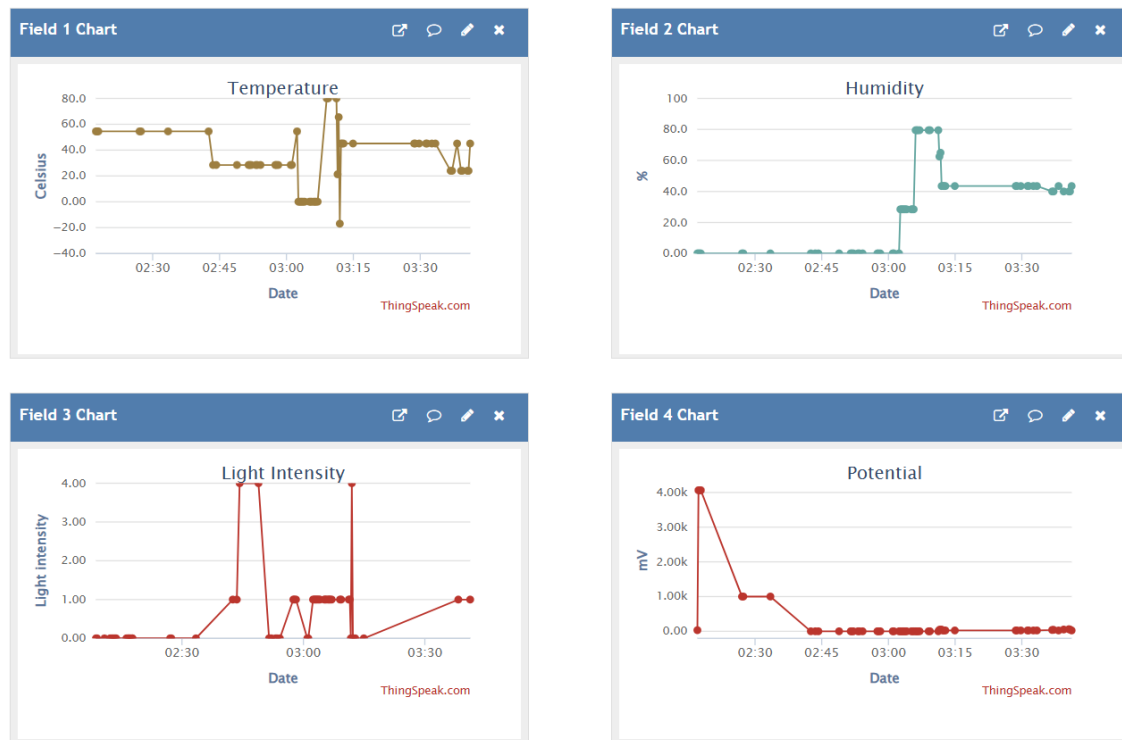 Field 1 Chart
Temperature
Celsius
80.0
60.0
40.0
20.0
0.00
−20.0
−40.0
02:30 02:45 03:00 03:15 03:30
Date
ThingSpeak.com
Field 2 Chart
Humidity
%
100
80.0
60.0
40.0
20.0
0.00
02:30 02:45 03:00 03:15 03:30
Date
ThingSpeak.com
Field 3 Chart
Light Intensity
Light intensity
4.00
3.00
2.00
1.00
0.00
02:30 03:00 03:30
Date
ThingSpeak.com
Field 4 Chart
Potential
mV
4.00k
3.00k
2.00k
1.00k
0.00
02:30 02:45 03:00 03:15 03:30
Date
ThingSpeak.com